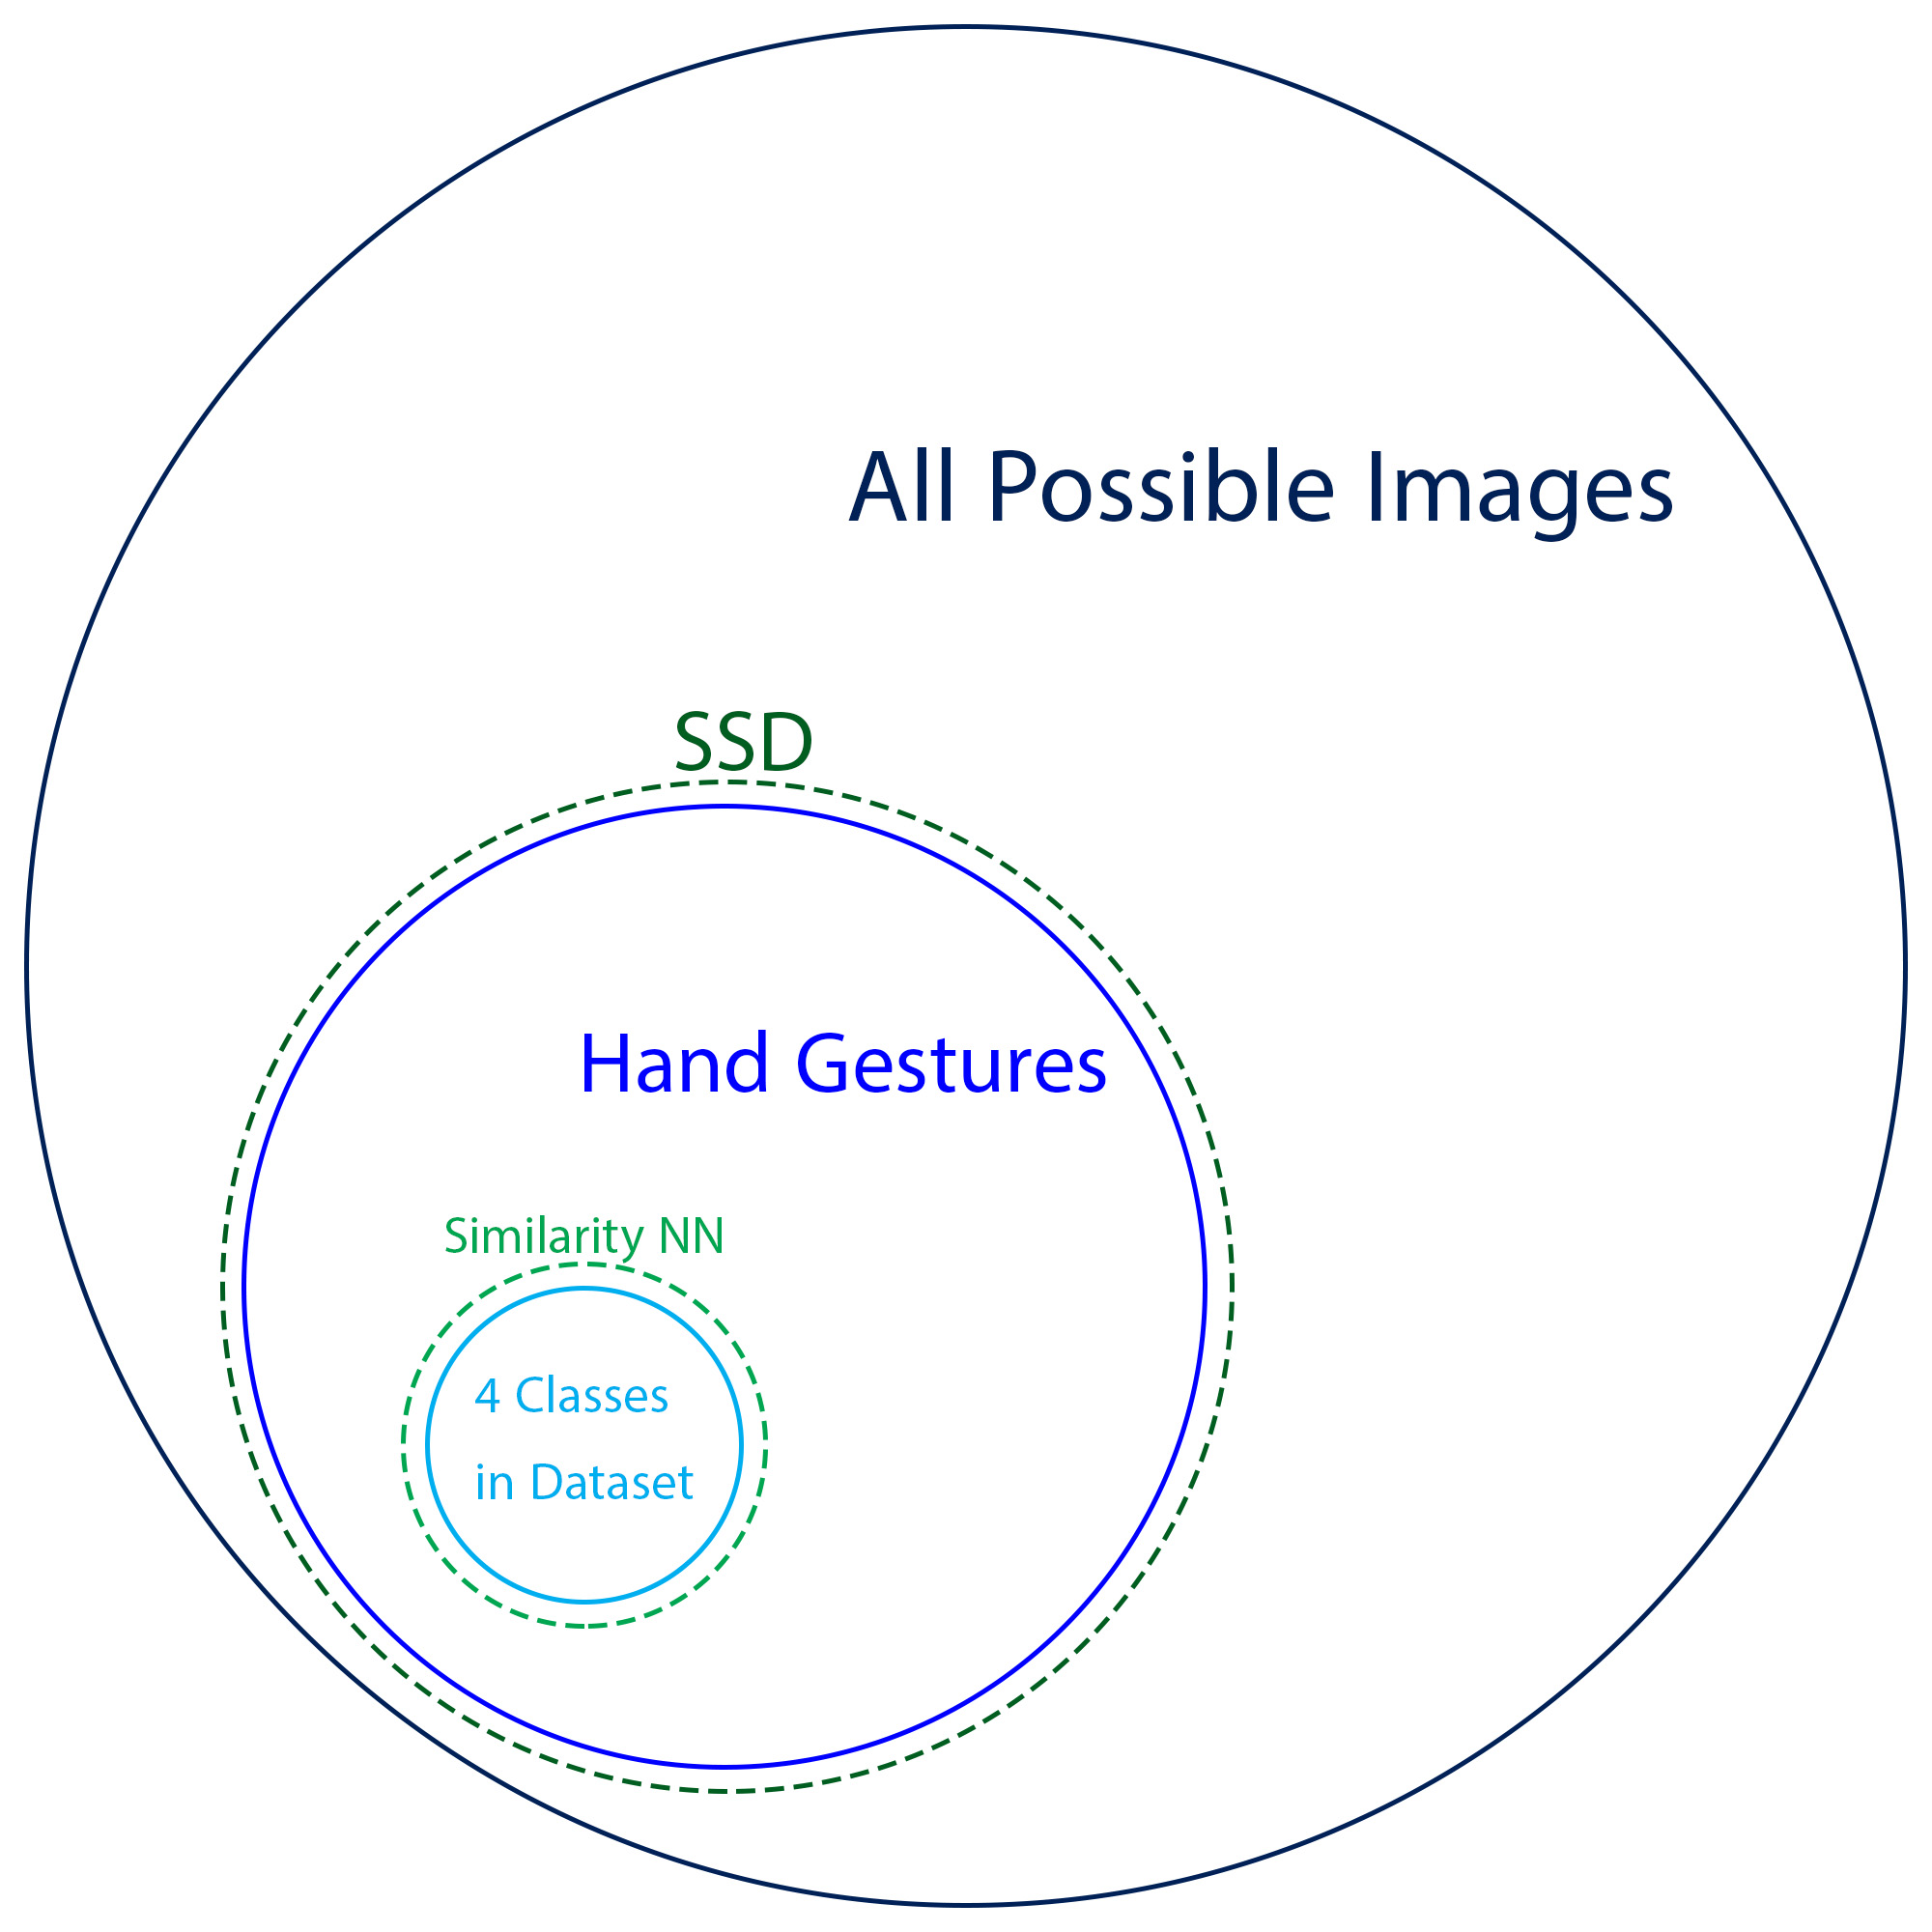 All Possible Images
SSD
Hand Gestures
Similarity NN
4 Classes
in Dataset